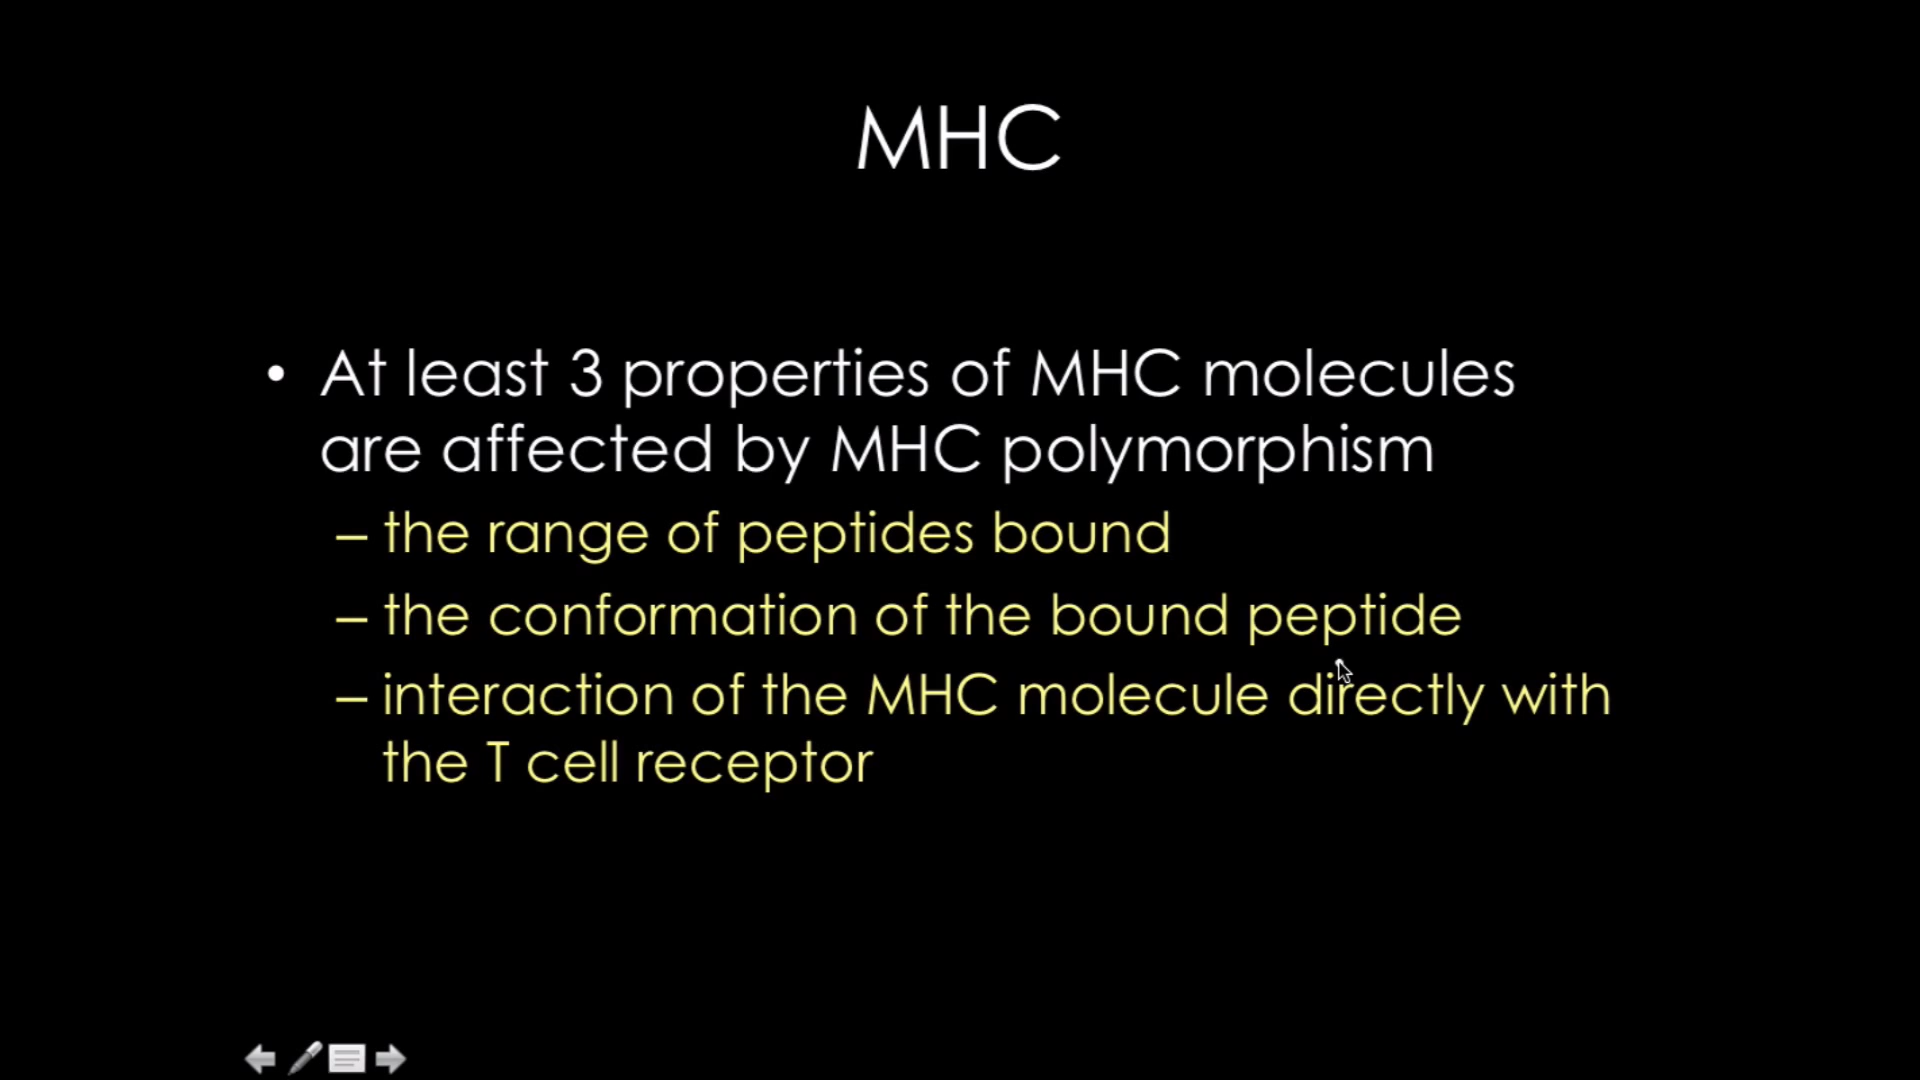 MHC
• At least 3 properties of MHC molecules
are affected by MHC polymorphism
– the range of peptides bound
– the conformation of the bound peptide
– interaction of the MHC molecule directly with
the T cell receptor